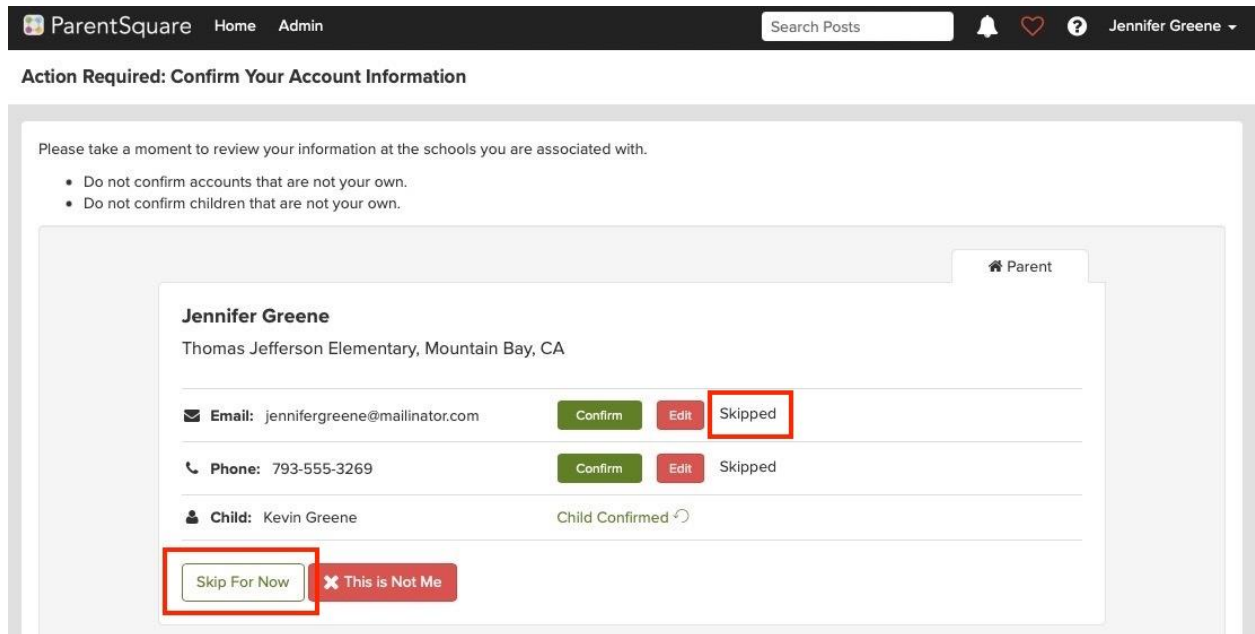 ParentSquare Home Admin Search Posts Jennifer Greene
Action Required: Confirm Your Account Information
Please take a moment to review your information at the schools you are associated with.
• Do not confirm accounts that are not your own.
• Do not confirm children that are not your own.
Parent
Jennifer Greene
Thomas Jefferson Elementary, Mountain Bay, CA
Email: jennifergreene@mailinator.com Confirm Edit Skipped
Phone: 793-555-3269 Confirm Edit Skipped
Child: Kevin Greene Child Confirmed
Skip For Now This is Not Me